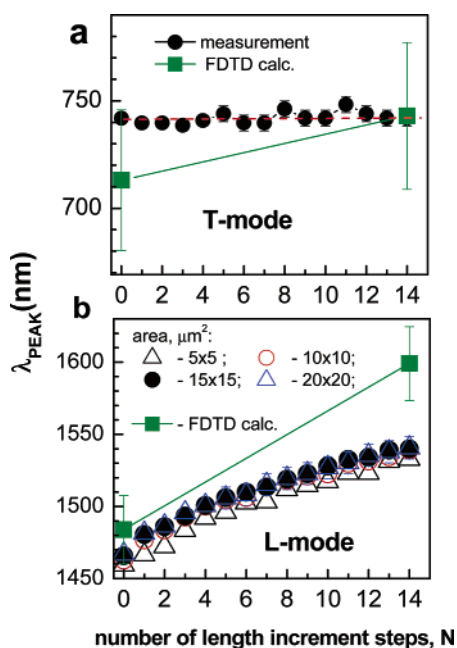 a
measurement
FDTD calc.
750
700
T-mode
0 2 4 6 8 10 12 14
λPEAK(nm)
b
area, μm²:
- 5x5 ; - 10x10;
- 15x15; - 20x20;
- FDTD calc.
1600
1550
1500
1450
L-mode
0 2 4 6 8 10 12 14
number of length increment steps, N